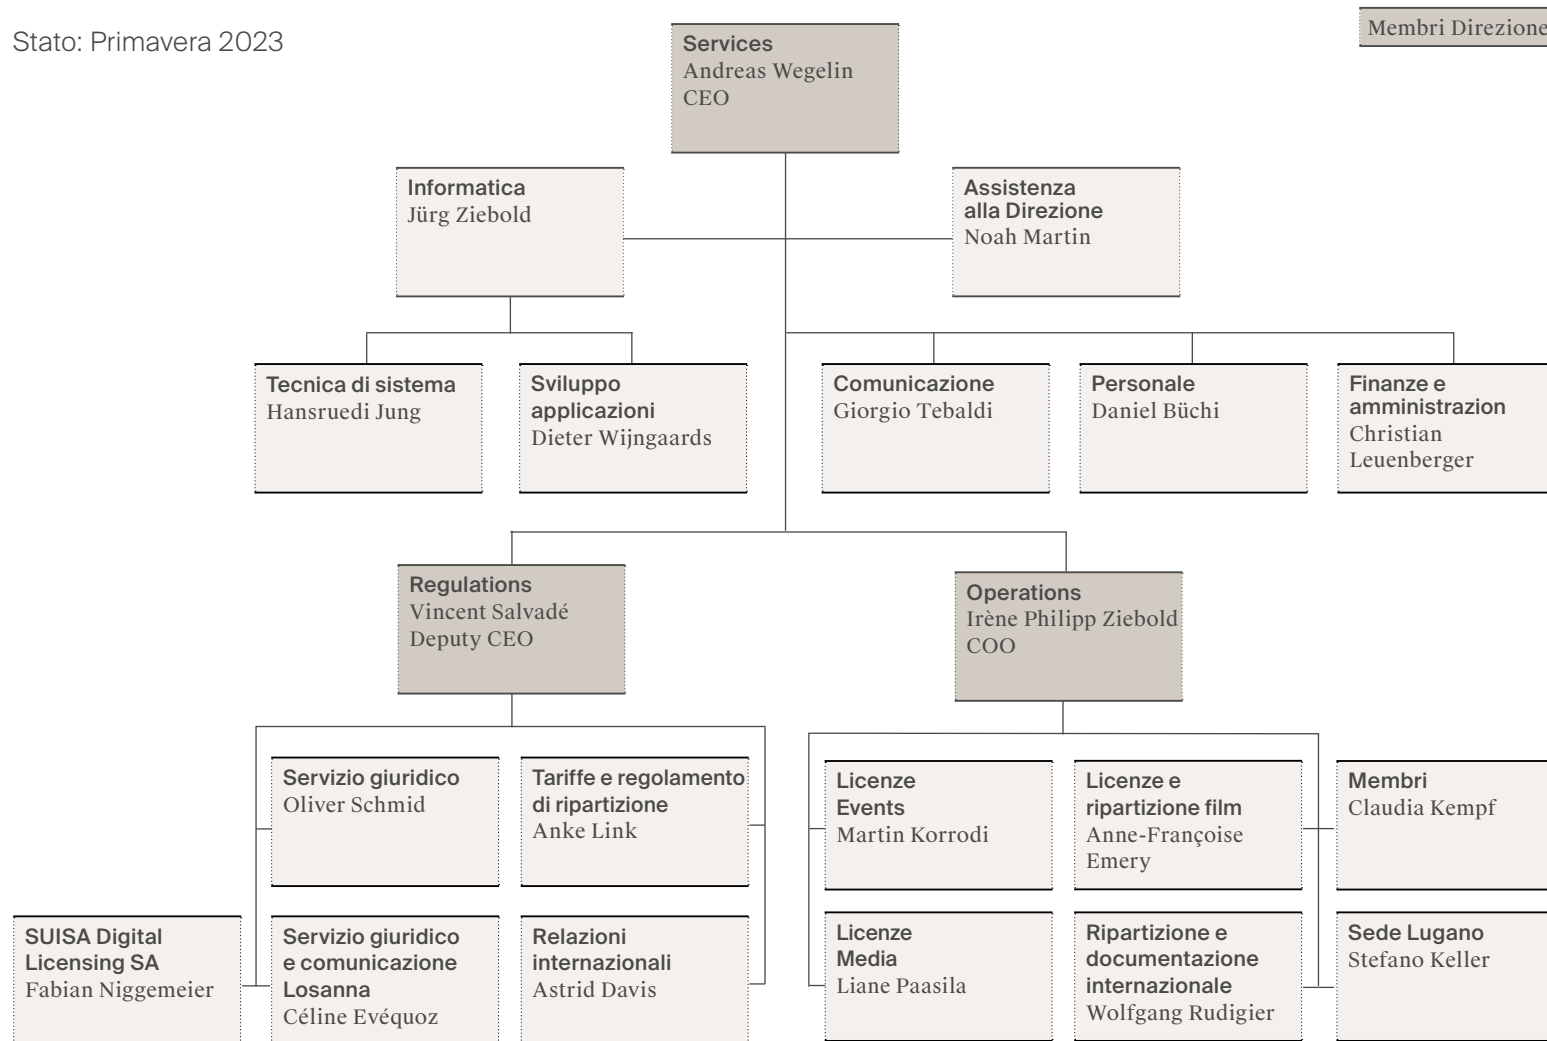 Stato: Primavera 2023
Membri Direzione
Services
Andreas Wegelin
CEO
Informatica
Jürg Ziebold
Assistenza
alla Direzione
Noah Martin
Tecnica di sistema
Hansruedi Jung
Sviluppo
applicazioni
Dieter Wijngaards
Comunicazione
Giorgio Tebaldi
Personale
Daniel Büchi
Finanze e
amministrazion
Christian
Leuenberger
Regulations
Vincent Salvadé
Deputy CEO
Operations
Irène Philipp Ziebold
COO
Servizio giuridico
Oliver Schmid
Tariffe e regolamento
di ripartizione
Anke Link
Licenze
Events
Martin Korrodi
Licenze e
ripartizione film
Anne-Françoise
Emery
Membri
Claudia Kempf
SUISA Digital
Licensing SA
Fabian Niggemeier
Servizio giuridico
e comunicazione
Losanna
Céline Evéquoz
Relazioni
internazionali
Astrid Davis
Licenze
Media
Liane Paasila
Ripartizione e
documentazione
internazionale
Wolfgang Rudigier
Sede Lugano
Stefano Keller